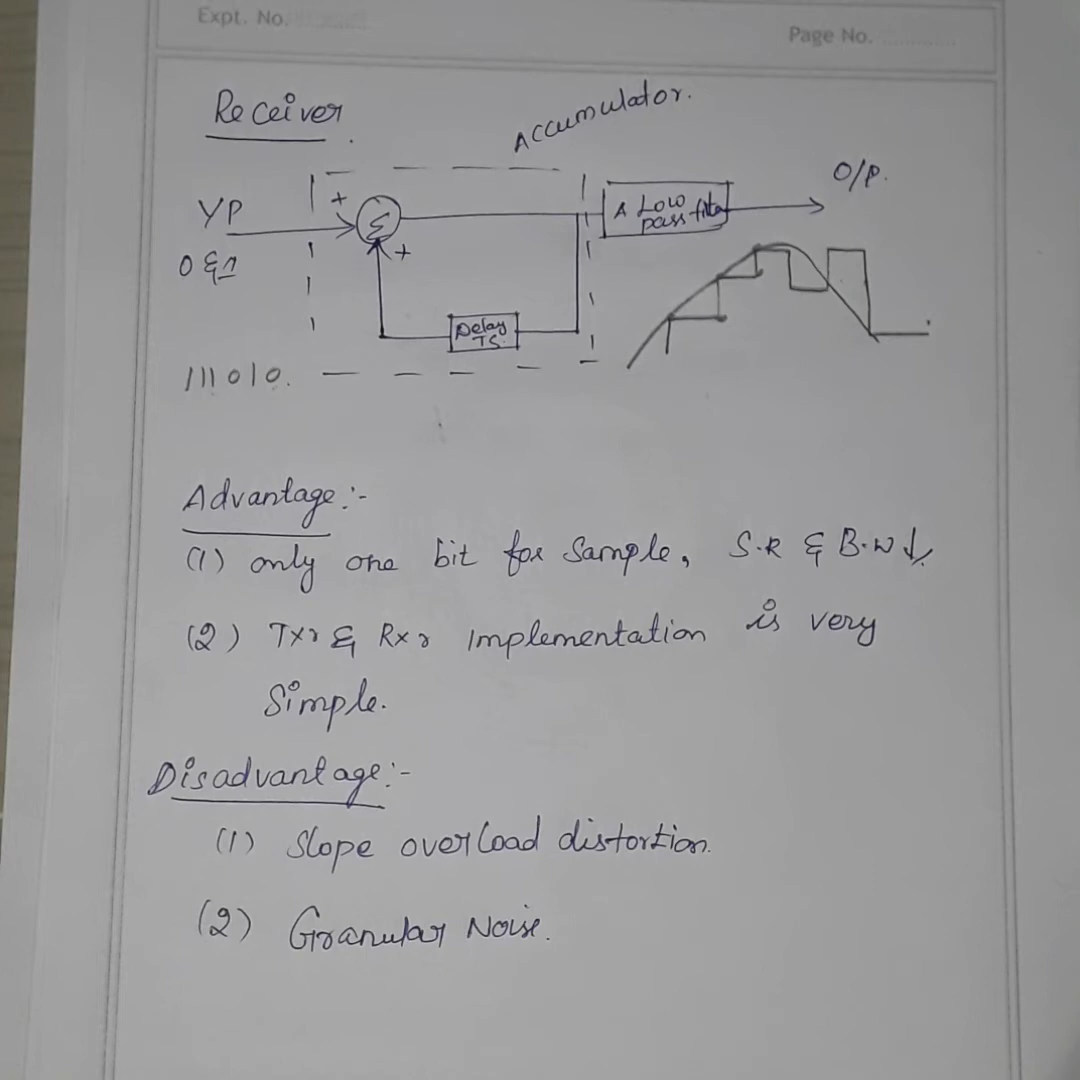 Expt. No.
Page No.
Receiver.
Accumulator.
O/P.
YP
+
Σ
A Low
pass filter
0 & 1
+
Delay
TS.
111010.
Advantage :-
(1) only one bit for Sample, S.R & B.W ↓
(2) Txr & Rxr Implementation is very
Simple.
Disadvantage :-
(1) Slope overload distortion.
(2) Granular Noise.